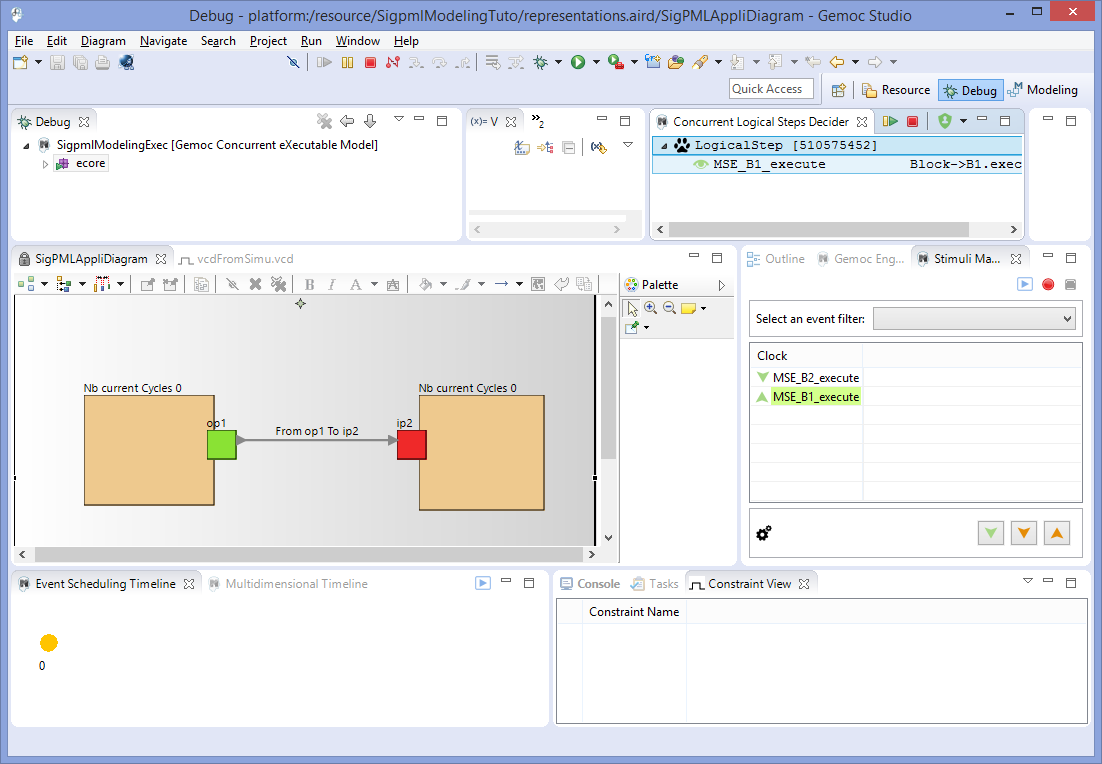 Debug - platform:/resource/SigpmlModelingTuto/representations.aird/SigPMLAppliDiagram - Gemoc Studio
File Edit Diagram Navigate Search Project Run Window Help
Quick Access Resource Debug Modeling
Debug
SigpmlModelingExec [Gemoc Concurrent eXecutable Model]
ecore
(x)= V »2
Concurrent Logical Steps Decider
LogicalStep [510575452]
MSE_B1_execute Block->B1.exec
SigPMLAppliDiagram vcdFromSimu.vcd
B I A A
Palette
Nb current Cycles 0 Nb current Cycles 0
op1 From op1 To ip2 ip2
Outline Gemoc Eng... Stimuli Ma...
Select an event filter:
Clock
MSE_B2_execute
MSE_B1_execute
Event Scheduling Timeline Multidimensional Timeline
0
Console Tasks Constraint View
Constraint Name